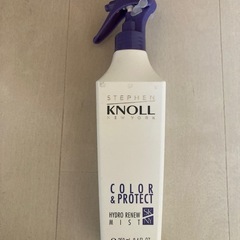 STEPHEN
KNOLL
NEW YORK
COLOR
& PROTECT
HYDRO RENEW
MIST